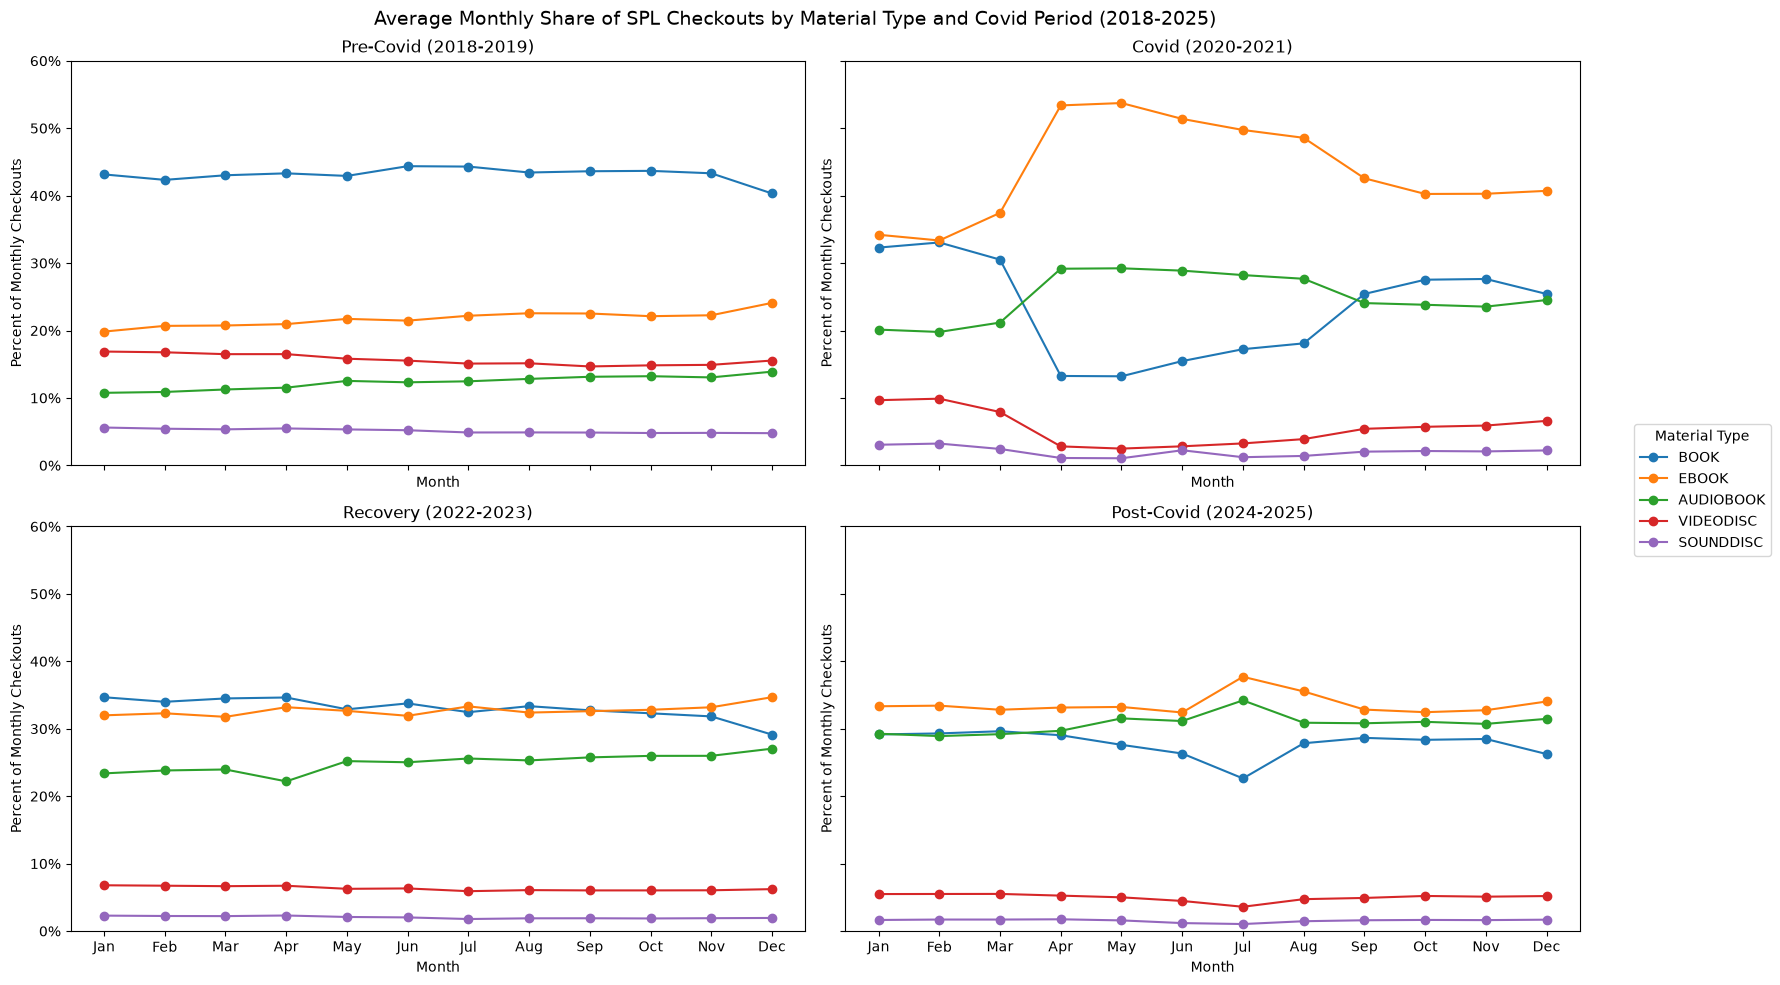 Average Monthly Share of SPL Checkouts by Material Type and Covid Period (2018-2025)
Pre-Covid (2018-2019)
Percent of Monthly Checkouts
60%
50%
40%
30%
20%
10%
0%
Month
Covid (2020-2021)
Percent of Monthly Checkouts
Month
Material Type
BOOK
EBOOK
AUDIOBOOK
VIDEODISC
SOUNDDISC
Recovery (2022-2023)
Percent of Monthly Checkouts
60%
50%
40%
30%
20%
10%
0%
Jan Feb Mar Apr May Jun Jul Aug Sep Oct Nov Dec
Month
Post-Covid (2024-2025)
Percent of Monthly Checkouts
Jan Feb Mar Apr May Jun Jul Aug Sep Oct Nov Dec
Month